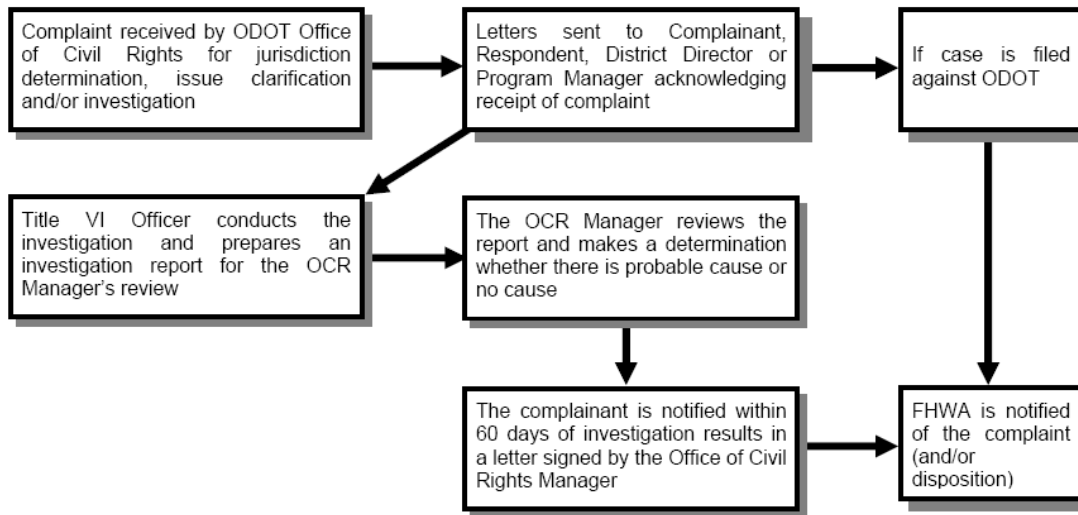 Complaint received by ODOT Office
of Civil Rights for jurisdiction
determination, issue clarification
and/or investigation
Letters sent to Complainant,
Respondent, District Director or
Program Manager acknowledging
receipt of complaint
If case is filed
against ODOT
Title VI Officer conducts the
investigation and prepares an
investigation report for the OCR
Manager's review
The OCR Manager reviews the
report and makes a determination
whether there is probable cause or
no cause
The complainant is notified within
60 days of investigation results in
a letter signed by the Office of Civil
Rights Manager
FHWA is notified
of the complaint
(and/or
disposition)